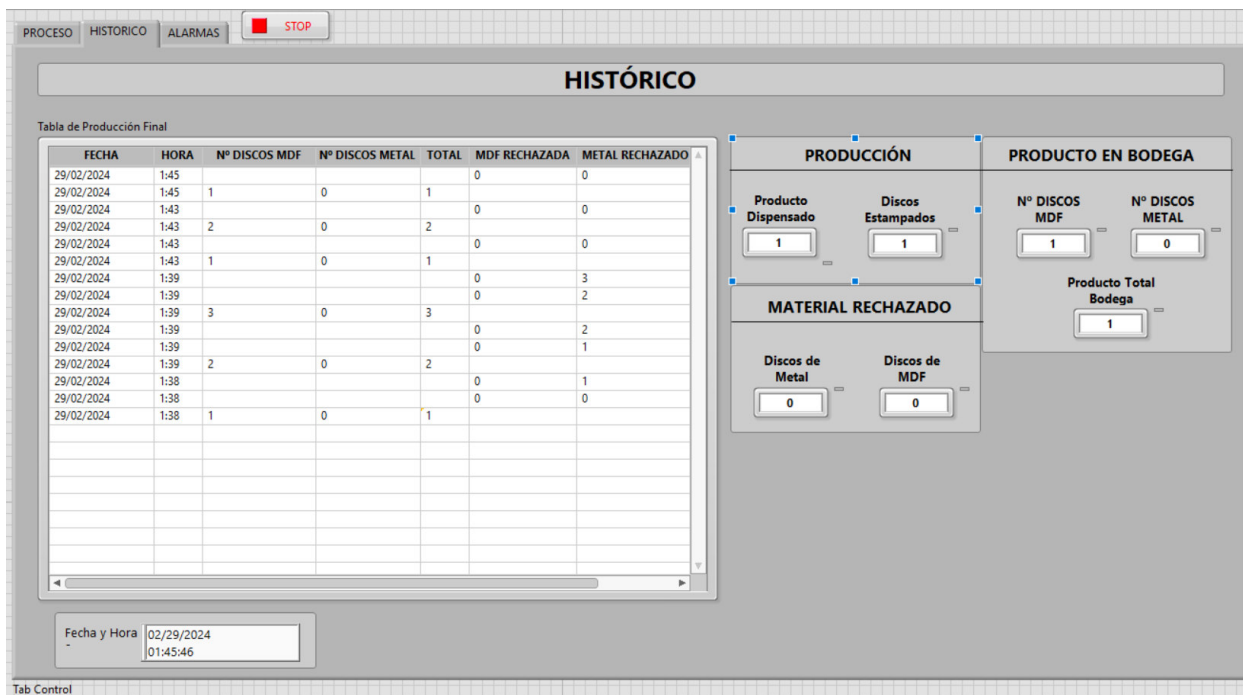 PROCESO HISTORICO ALARMAS STOP
HISTÓRICO
Tabla de Producción Final
FECHA HORA Nº DISCOS MDF Nº DISCOS METAL TOTAL MDF RECHAZADA METAL RECHAZADO
29/02/2024 1:45 0 0
29/02/2024 1:45 1 0 1
29/02/2024 1:43 0 0
29/02/2024 1:43 2 0 2
29/02/2024 1:43 0 0
29/02/2024 1:43 1 0 1
29/02/2024 1:39 0 3
29/02/2024 1:39 0 2
29/02/2024 1:39 3 0 3
29/02/2024 1:39 0 2
29/02/2024 1:39 0 1
29/02/2024 1:39 2 0 2
29/02/2024 1:38 0 1
29/02/2024 1:38 0 0
29/02/2024 1:38 1 0 1
PRODUCCIÓN
Producto
Dispensado
1
Discos
Estampados
1
MATERIAL RECHAZADO
Discos de
Metal
0
Discos de
MDF
0
PRODUCTO EN BODEGA
Nº DISCOS
MDF
1
Nº DISCOS
METAL
0
Producto Total
Bodega
1
Fecha y Hora
-
02/29/2024
01:45:46
Tab Control